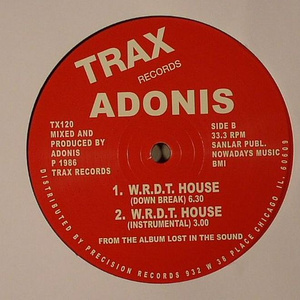 TRAX
RECORDS
ADONIS
TX120
MIXED AND
PRODUCED BY
ADONIS
P 1986
TRAX RECORDS
SIDE B
33.3 RPM
SANLAR PUBL.
NOWADAYS MUSIC
BMI
1. W.R.D.T. HOUSE
(DOWN BREAK) 6.30
2. W.R.D.T. HOUSE
(INSTRUMENTAL) 3.00
FROM THE ALBUM LOST IN THE SOUND
DISTRIBUTED BY PRECISION RECORDS 932 W 38 PLACE CHICAGO IL. 60609